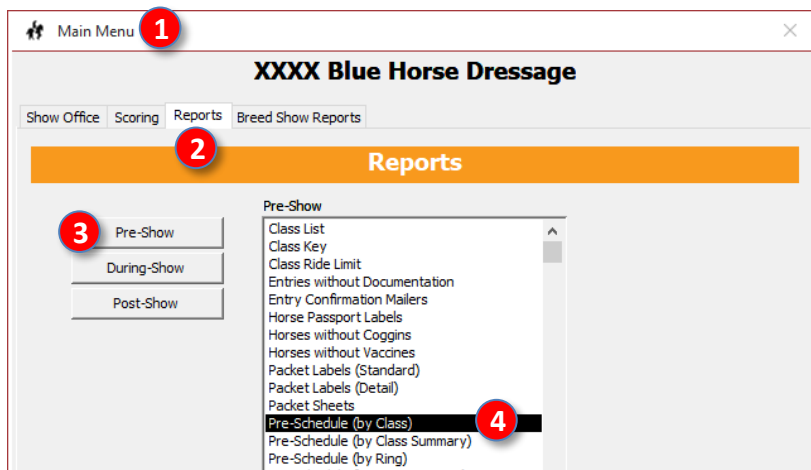 Main Menu 1
XXXX Blue Horse Dressage
Show Office Scoring Reports Breed Show Reports
2
Reports
Pre-Show
3 Pre-Show
During-Show
Post-Show
Class List
Class Key
Class Ride Limit
Entries without Documentation
Entry Confirmation Mailers
Horse Passport Labels
Horses without Coggins
Horses without Vaccines
Packet Labels (Standard)
Packet Labels (Detail)
Packet Sheets
Pre-Schedule (by Class) 4
Pre-Schedule (by Class Summary)
Pre-Schedule (by Ring)